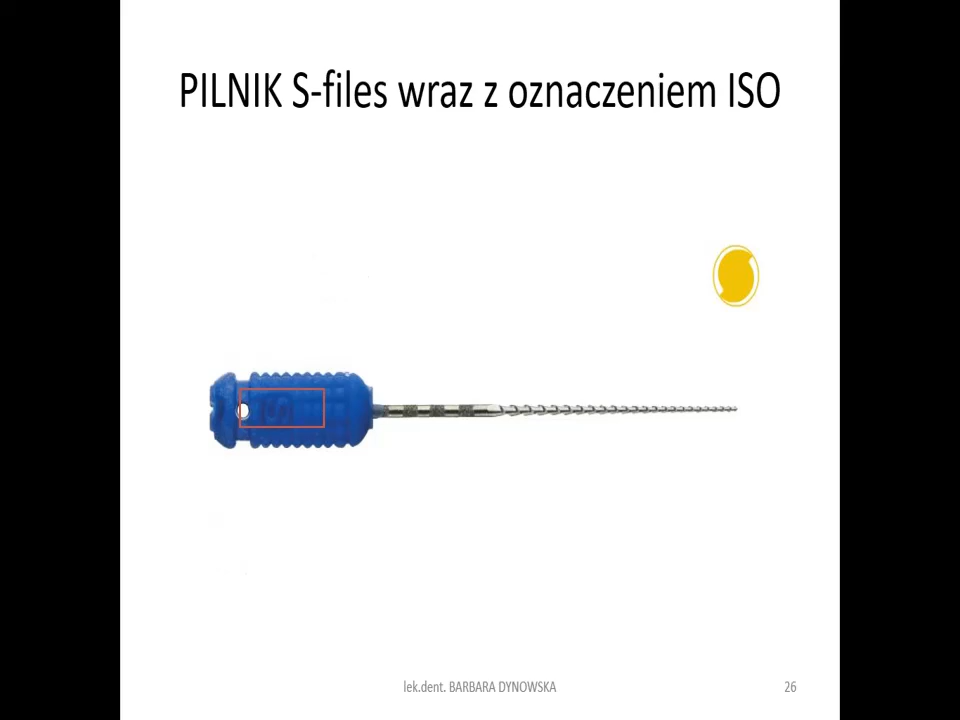 PILNIK S-files wraz z oznaczeniem ISO
lek.dent. BARBARA DYNOWSKA
26